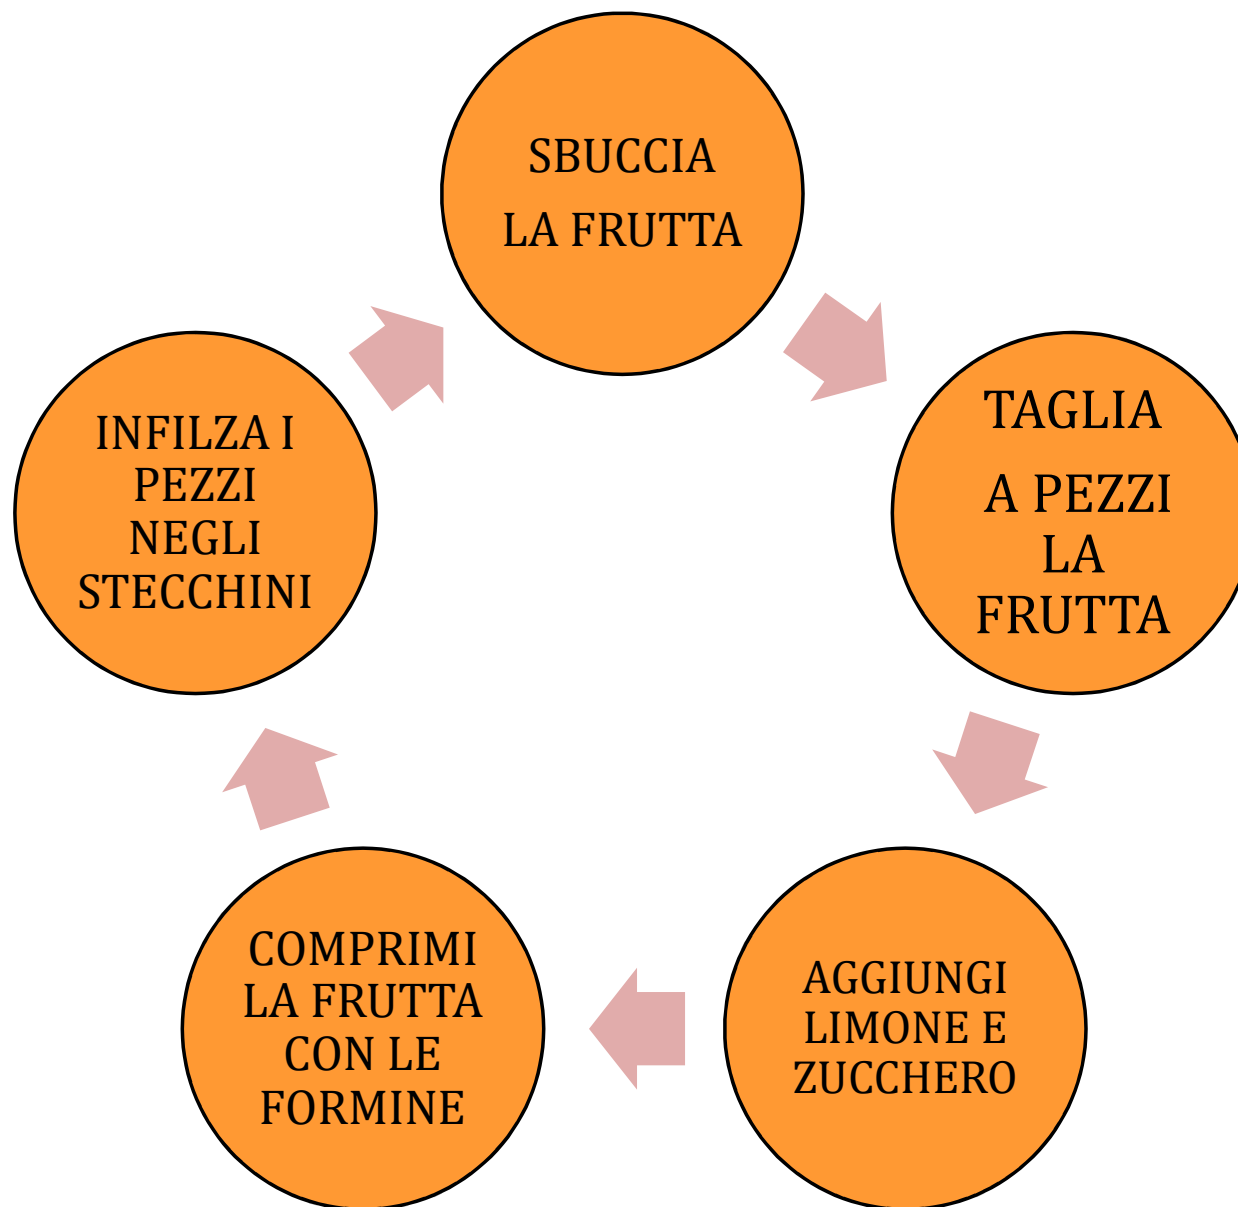 SBUCCIA
LA FRUTTA
TAGLIA
A PEZZI
LA
FRUTTA
AGGIUNGI
LIMONE E
ZUCCHERO
COMPRIMI
LA FRUTTA
CON LE
FORMINE
INFILZA I
PEZZI
NEGLI
STECCHINI